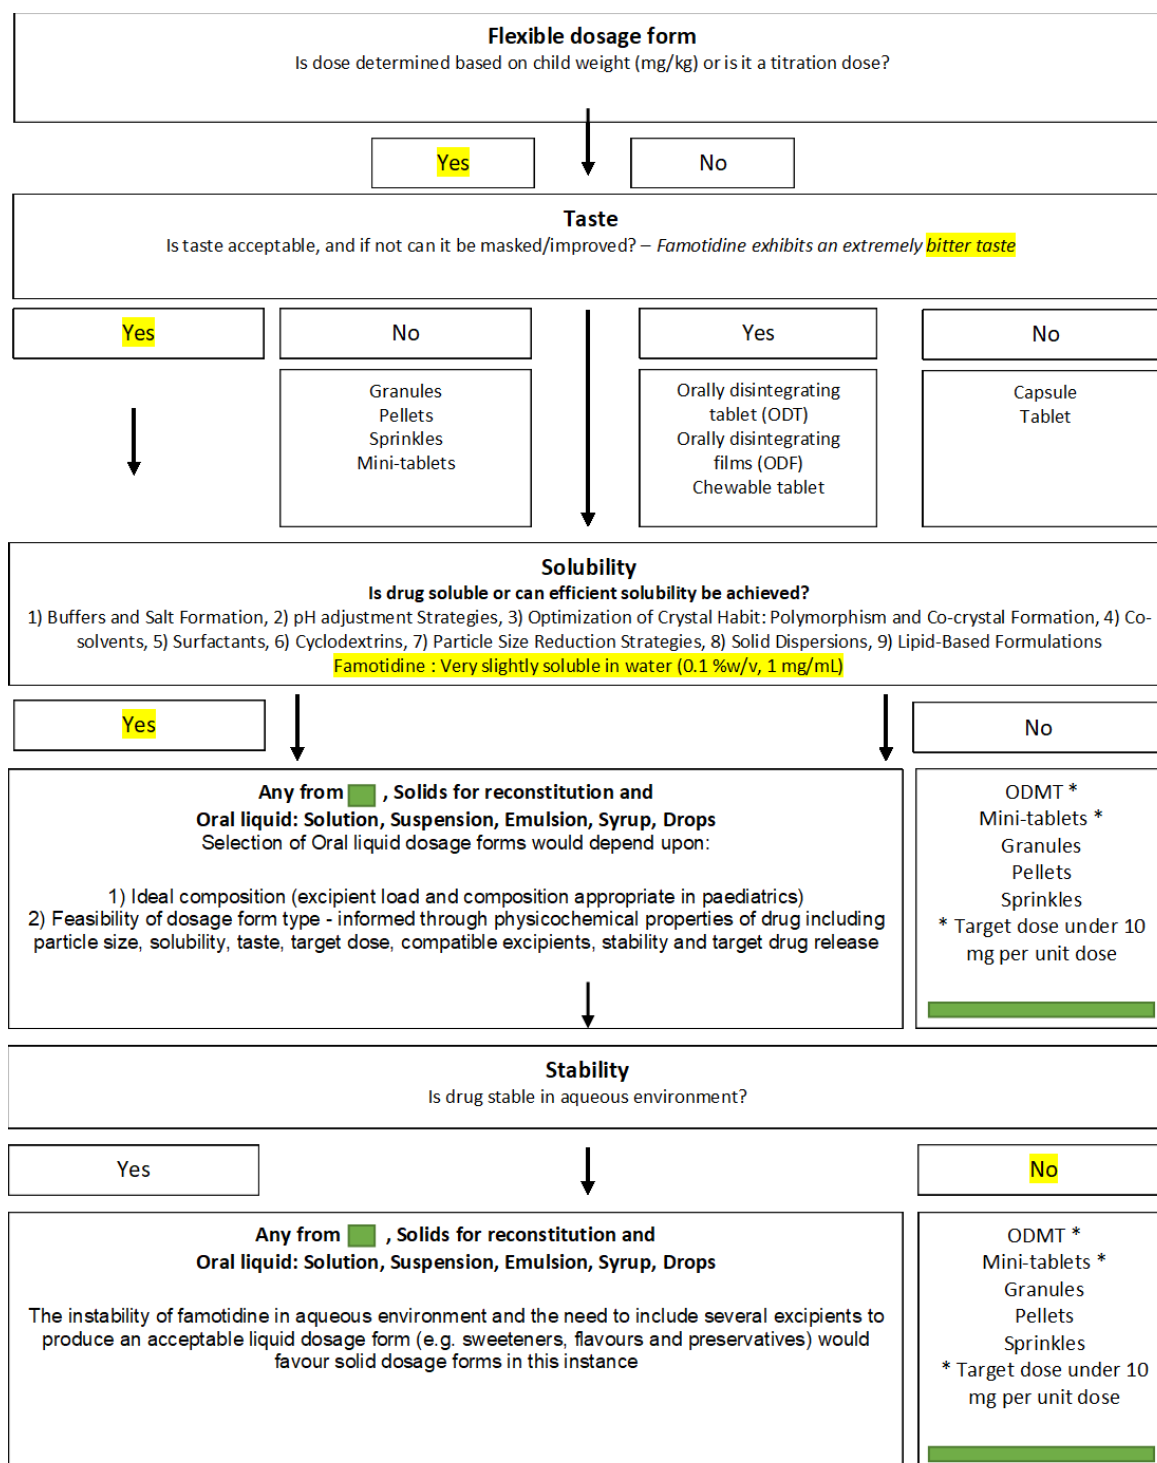 Flexible dosage form
Is dose determined based on child weight (mg/kg) or is it a titration dose?
Yes
No
Taste
Is taste acceptable, and if not can it be masked/improved? – Famotidine exhibits an extremely bitter taste
Yes
No
Yes
No
Granules
Pellets
Sprinkles
Mini-tablets
Orally disintegrating
tablet (ODT)
Orally disintegrating
films (ODF)
Chewable tablet
Capsule
Tablet
Solubility
Is drug soluble or can efficient solubility be achieved?
1) Buffers and Salt Formation, 2) pH adjustment Strategies, 3) Optimization of Crystal Habit: Polymorphism and Co-crystal Formation, 4) Co-
solvents, 5) Surfactants, 6) Cyclodextrins, 7) Particle Size Reduction Strategies, 8) Solid Dispersions, 9) Lipid-Based Formulations
Famotidine : Very slightly soluble in water (0.1 %w/v, 1 mg/mL)
Yes
No
Any from , Solids for reconstitution and
Oral liquid: Solution, Suspension, Emulsion, Syrup, Drops
Selection of Oral liquid dosage forms would depend upon:
1) Ideal composition (excipient load and composition appropriate in paediatrics)
2) Feasibility of dosage form type - informed through physicochemical properties of drug including
particle size, solubility, taste, target dose, compatible excipients, stability and target drug release
ODMT *
Mini-tablets *
Granules
Pellets
Sprinkles
* Target dose under 10
mg per unit dose
Stability
Is drug stable in aqueous environment?
Yes
No
Any from , Solids for reconstitution and
Oral liquid: Solution, Suspension, Emulsion, Syrup, Drops
The instability of famotidine in aqueous environment and the need to include several excipients to
produce an acceptable liquid dosage form (e.g. sweeteners, flavours and preservatives) would
favour solid dosage forms in this instance
ODMT *
Mini-tablets *
Granules
Pellets
Sprinkles
* Target dose under 10
mg per unit dose